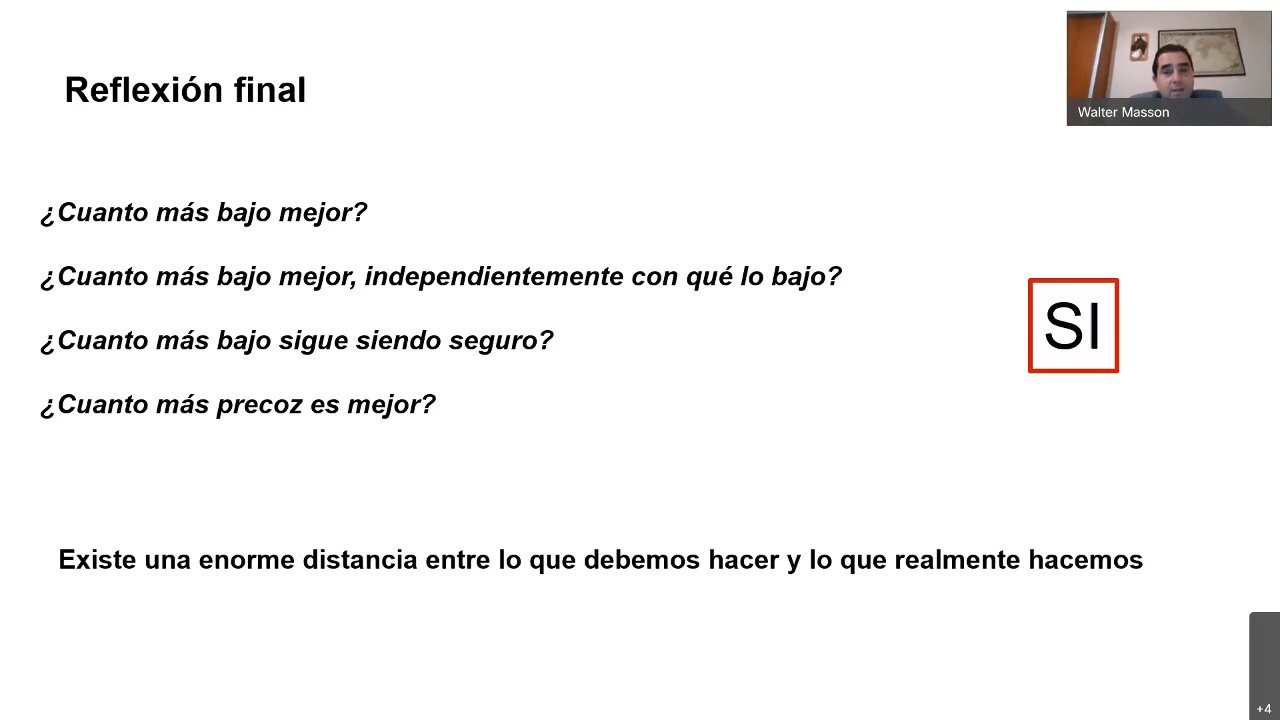 Reflexión final
Walter Masson
¿Cuanto más bajo mejor?
¿Cuanto más bajo mejor, independientemente con qué lo bajo?
¿Cuanto más bajo sigue siendo seguro?
¿Cuanto más precoz es mejor?
SI
Existe una enorme distancia entre lo que debemos hacer y lo que realmente hacemos
+4